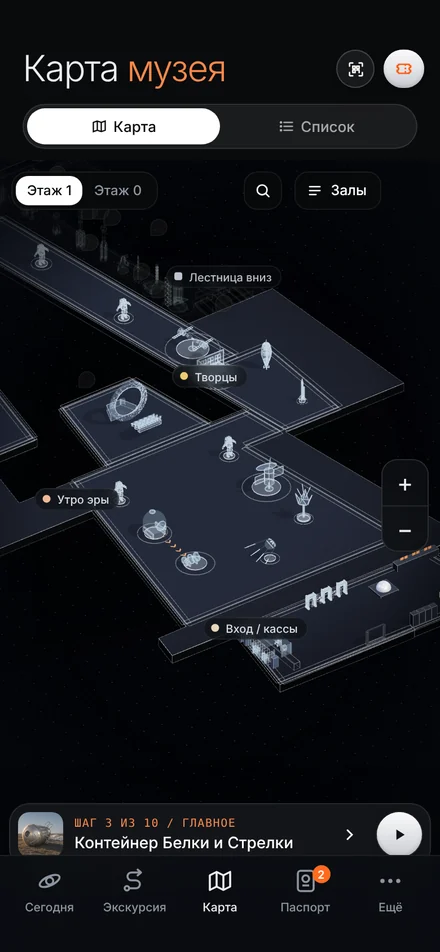 Карта музея
Карта
Список
Этаж 1
Этаж 0
Залы
Лестница вниз
Творцы
Утро эры
Вход / кассы
+
−
ШАГ 3 ИЗ 10 / ГЛАВНОЕ
Контейнер Белки и Стрелки
2
Сегодня
Экскурсия
Карта
Паспорт
Ещё